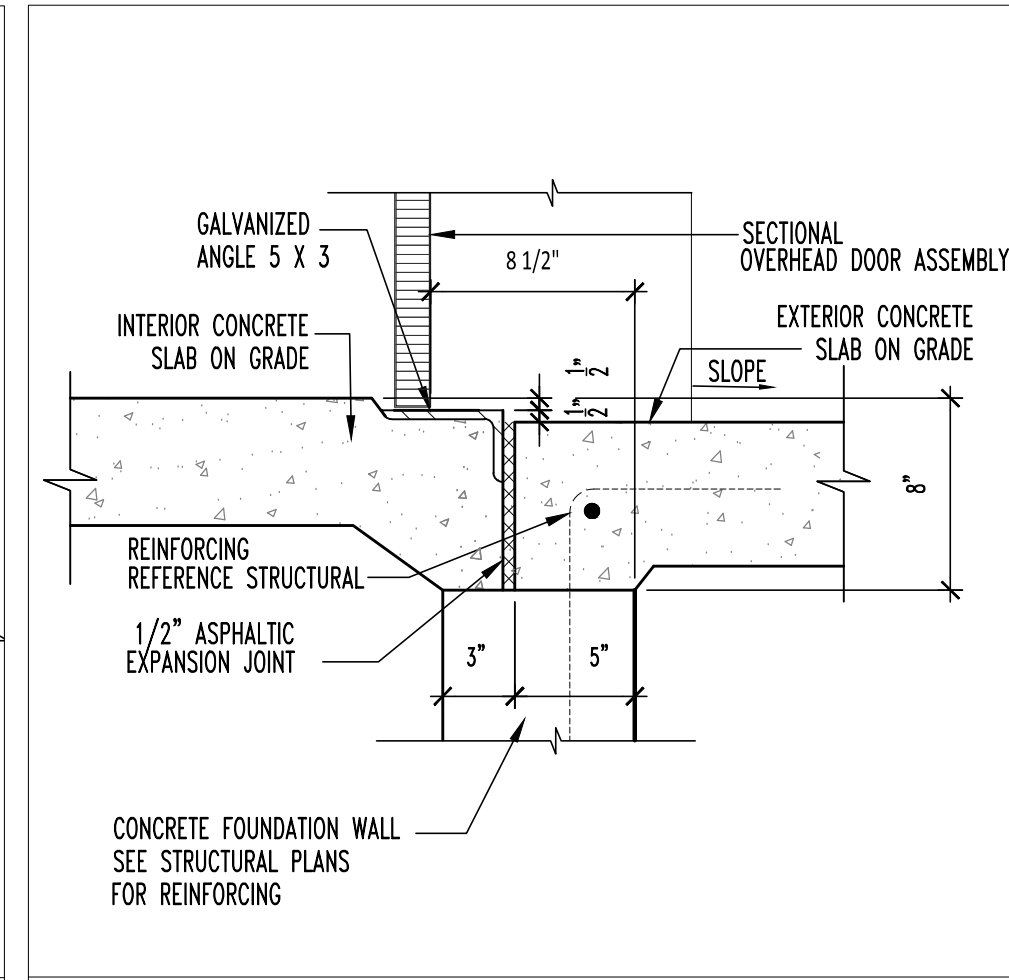 GALVANIZED
ANGLE 5 X 3
SECTIONAL
OVERHEAD DOOR ASSEMBLY
8 1/2"
INTERIOR CONCRETE
SLAB ON GRADE
EXTERIOR CONCRETE
SLAB ON GRADE
SLOPE
1/2"
1/2"
8"
REINFORCING
REFERENCE STRUCTURAL
1/2" ASPHALTIC
EXPANSION JOINT
3"
5"
CONCRETE FOUNDATION WALL
SEE STRUCTURAL PLANS
FOR REINFORCING